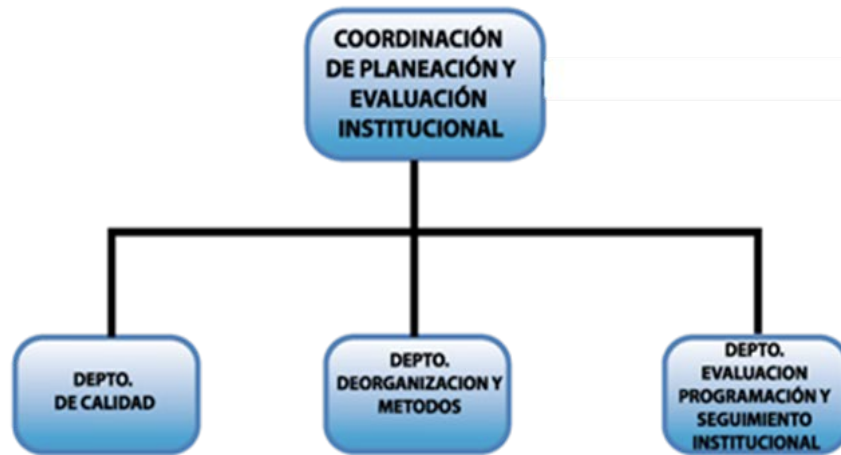 COORDINACIÓN
DE PLANEACIÓN Y
EVALUACIÓN
INSTITUCIONAL
DEPTO.
DE CALIDAD
DEPTO.
DEORGANIZACION Y
METODOS
DEPTO.
EVALUACION
PROGRAMACIÓN Y
SEGUIMIENTO
INSTITUCIONAL